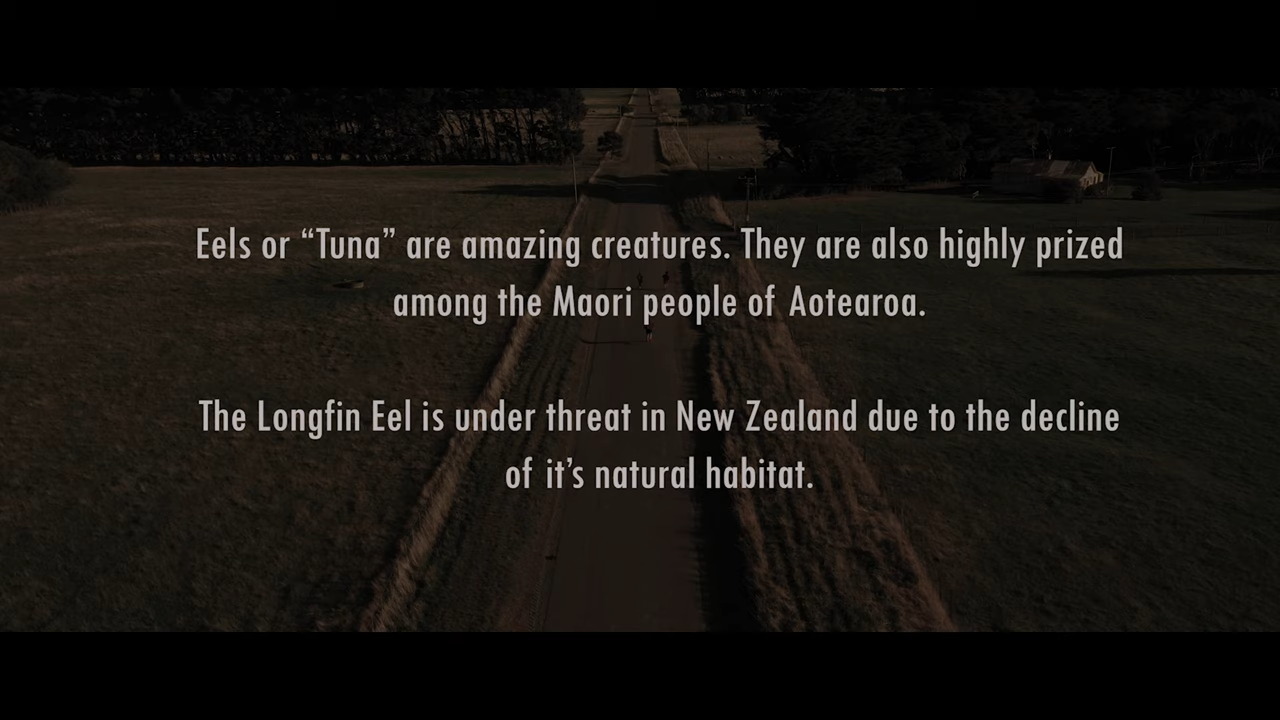 Eels or “Tuna” are amazing creatures. They are also highly prized
among the Maori people of Aotearoa.
The Longfin Eel is under threat in New Zealand due to the decline
of it’s natural habitat.